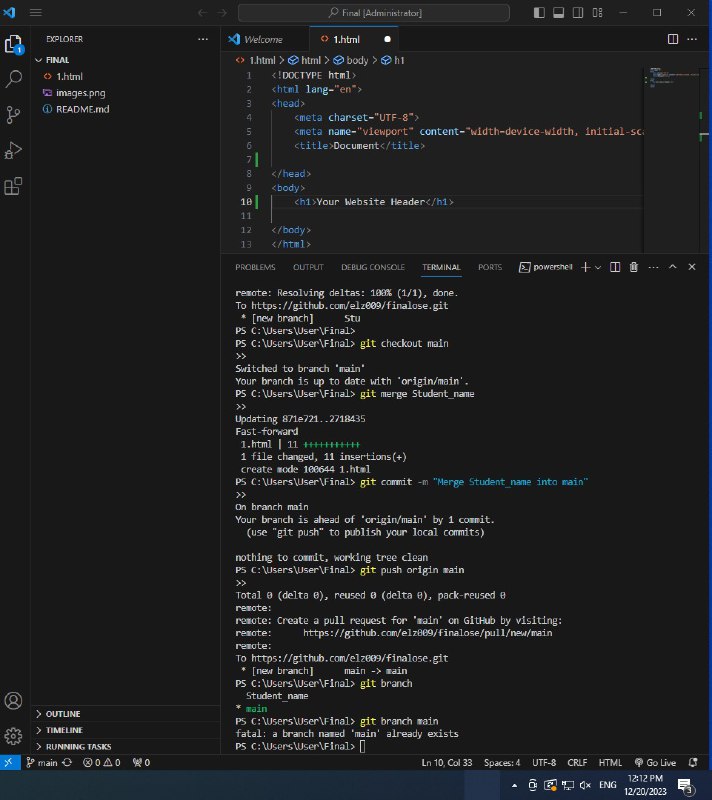 Final [Administrator]
EXPLORER
FINAL
1.html
images.png
README.md
Welcome
1.html
1.html > html > body > h1
1 <!DOCTYPE html>
2 <html lang="en">
3 <head>
4 <meta charset="UTF-8">
5 <meta name="viewport" content="width=device-width, initial-sca
6 <title>Document</title>
7
8 </head>
9 <body>
10 <h1>Your Website Header</h1>
11
12 </body>
13 </html>
PROBLEMS OUTPUT DEBUG CONSOLE TERMINAL PORTS powershell
remote: Resolving deltas: 100% (1/1), done.
To https://github.com/elz009/finalose.git
* [new branch] Stu
PS C:\Users\User\Final>
PS C:\Users\User\Final> git checkout main
>>
Switched to branch 'main'
Your branch is up to date with 'origin/main'.
PS C:\Users\User\Final> git merge Student_name
>>
Updating 871e721..2718435
Fast-forward
1.html | 11 +++++++++++
1 file changed, 11 insertions(+)
create mode 100644 1.html
PS C:\Users\User\Final> git commit -m "Merge Student_name into main"
>>
On branch main
Your branch is ahead of 'origin/main' by 1 commit.
(use "git push" to publish your local commits)
nothing to commit, working tree clean
PS C:\Users\User\Final> git push origin main
>>
Total 0 (delta 0), reused 0 (delta 0), pack-reused 0
remote:
remote: Create a pull request for 'main' on GitHub by visiting:
remote: https://github.com/elz009/finalose/pull/new/main
remote:
To https://github.com/elz009/finalose.git
* [new branch] main -> main
PS C:\Users\User\Final> git branch
Student_name
* main
PS C:\Users\User\Final> git branch main
fatal: a branch named 'main' already exists
PS C:\Users\User\Final>
OUTLINE
TIMELINE
RUNNING TASKS
main 0 0 0 Ln 10, Col 33 Spaces: 4 UTF-8 CRLF HTML Go Live
ENG
12:12 PM
12/20/2023
3
1